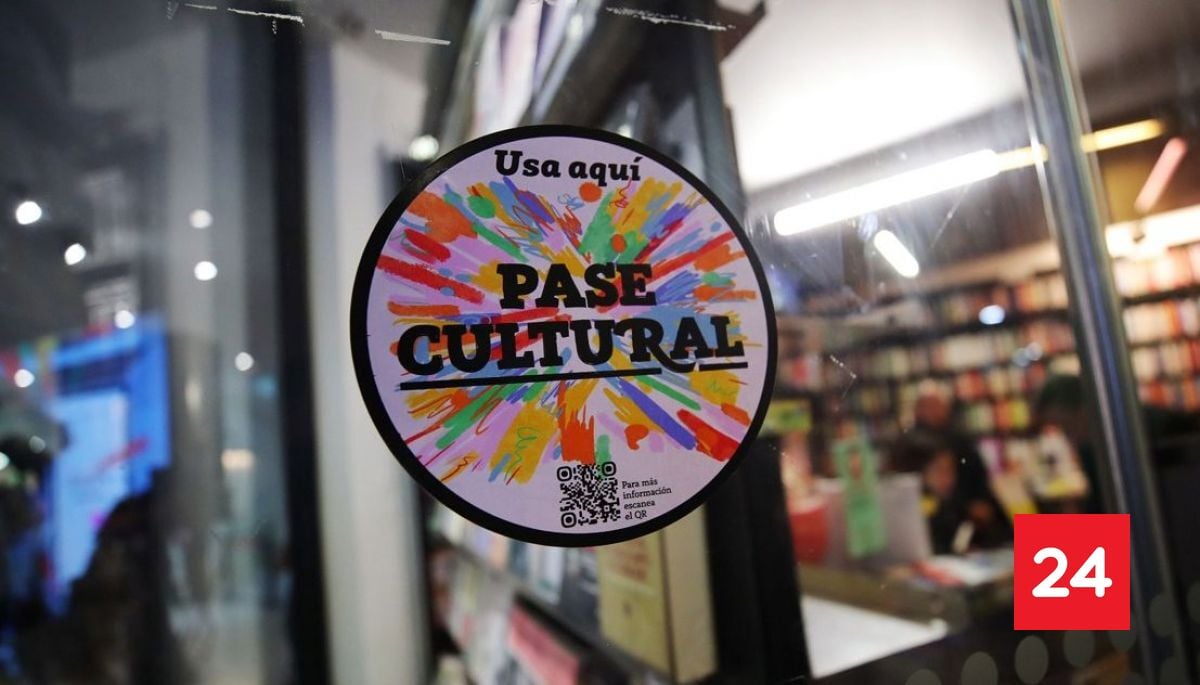 Usa aquí
PASE
CULTURAL
Para más
información
escanea
el QR
24